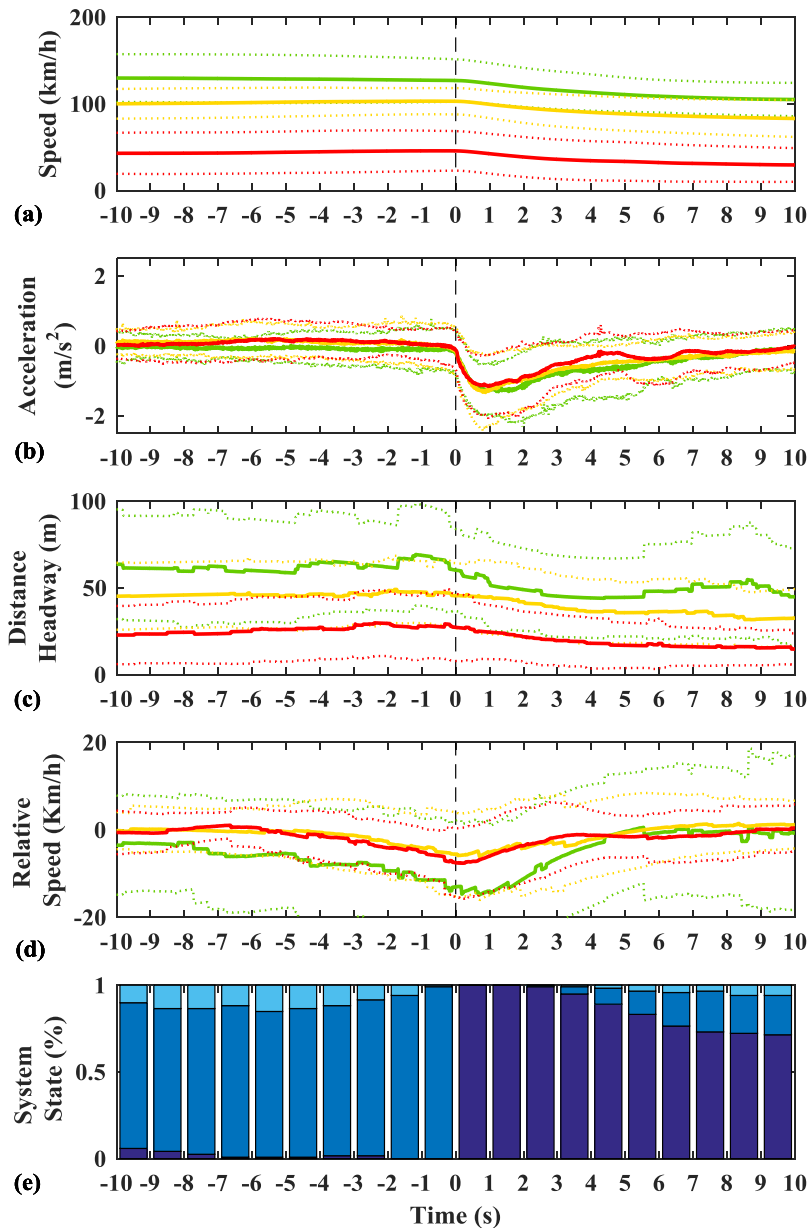 200
100
0
Speed (km/h)
(a)
-10 -9 -8 -7 -6 -5 -4 -3 -2 -1 0 1 2 3 4 5 6 7 8 9 10
2
0
-2
Acceleration
(m/s²)
(b)
-10 -9 -8 -7 -6 -5 -4 -3 -2 -1 0 1 2 3 4 5 6 7 8 9 10
100
50
0
Distance
Headway (m)
(c)
-10 -9 -8 -7 -6 -5 -4 -3 -2 -1 0 1 2 3 4 5 6 7 8 9 10
20
0
-20
Relative
Speed (Km/h)
(d)
-10 -9 -8 -7 -6 -5 -4 -3 -2 -1 0 1 2 3 4 5 6 7 8 9 10
1
0.5
0
System
State (%)
(e)
-10 -9 -8 -7 -6 -5 -4 -3 -2 -1 0 1 2 3 4 5 6 7 8 9 10
Time (s)